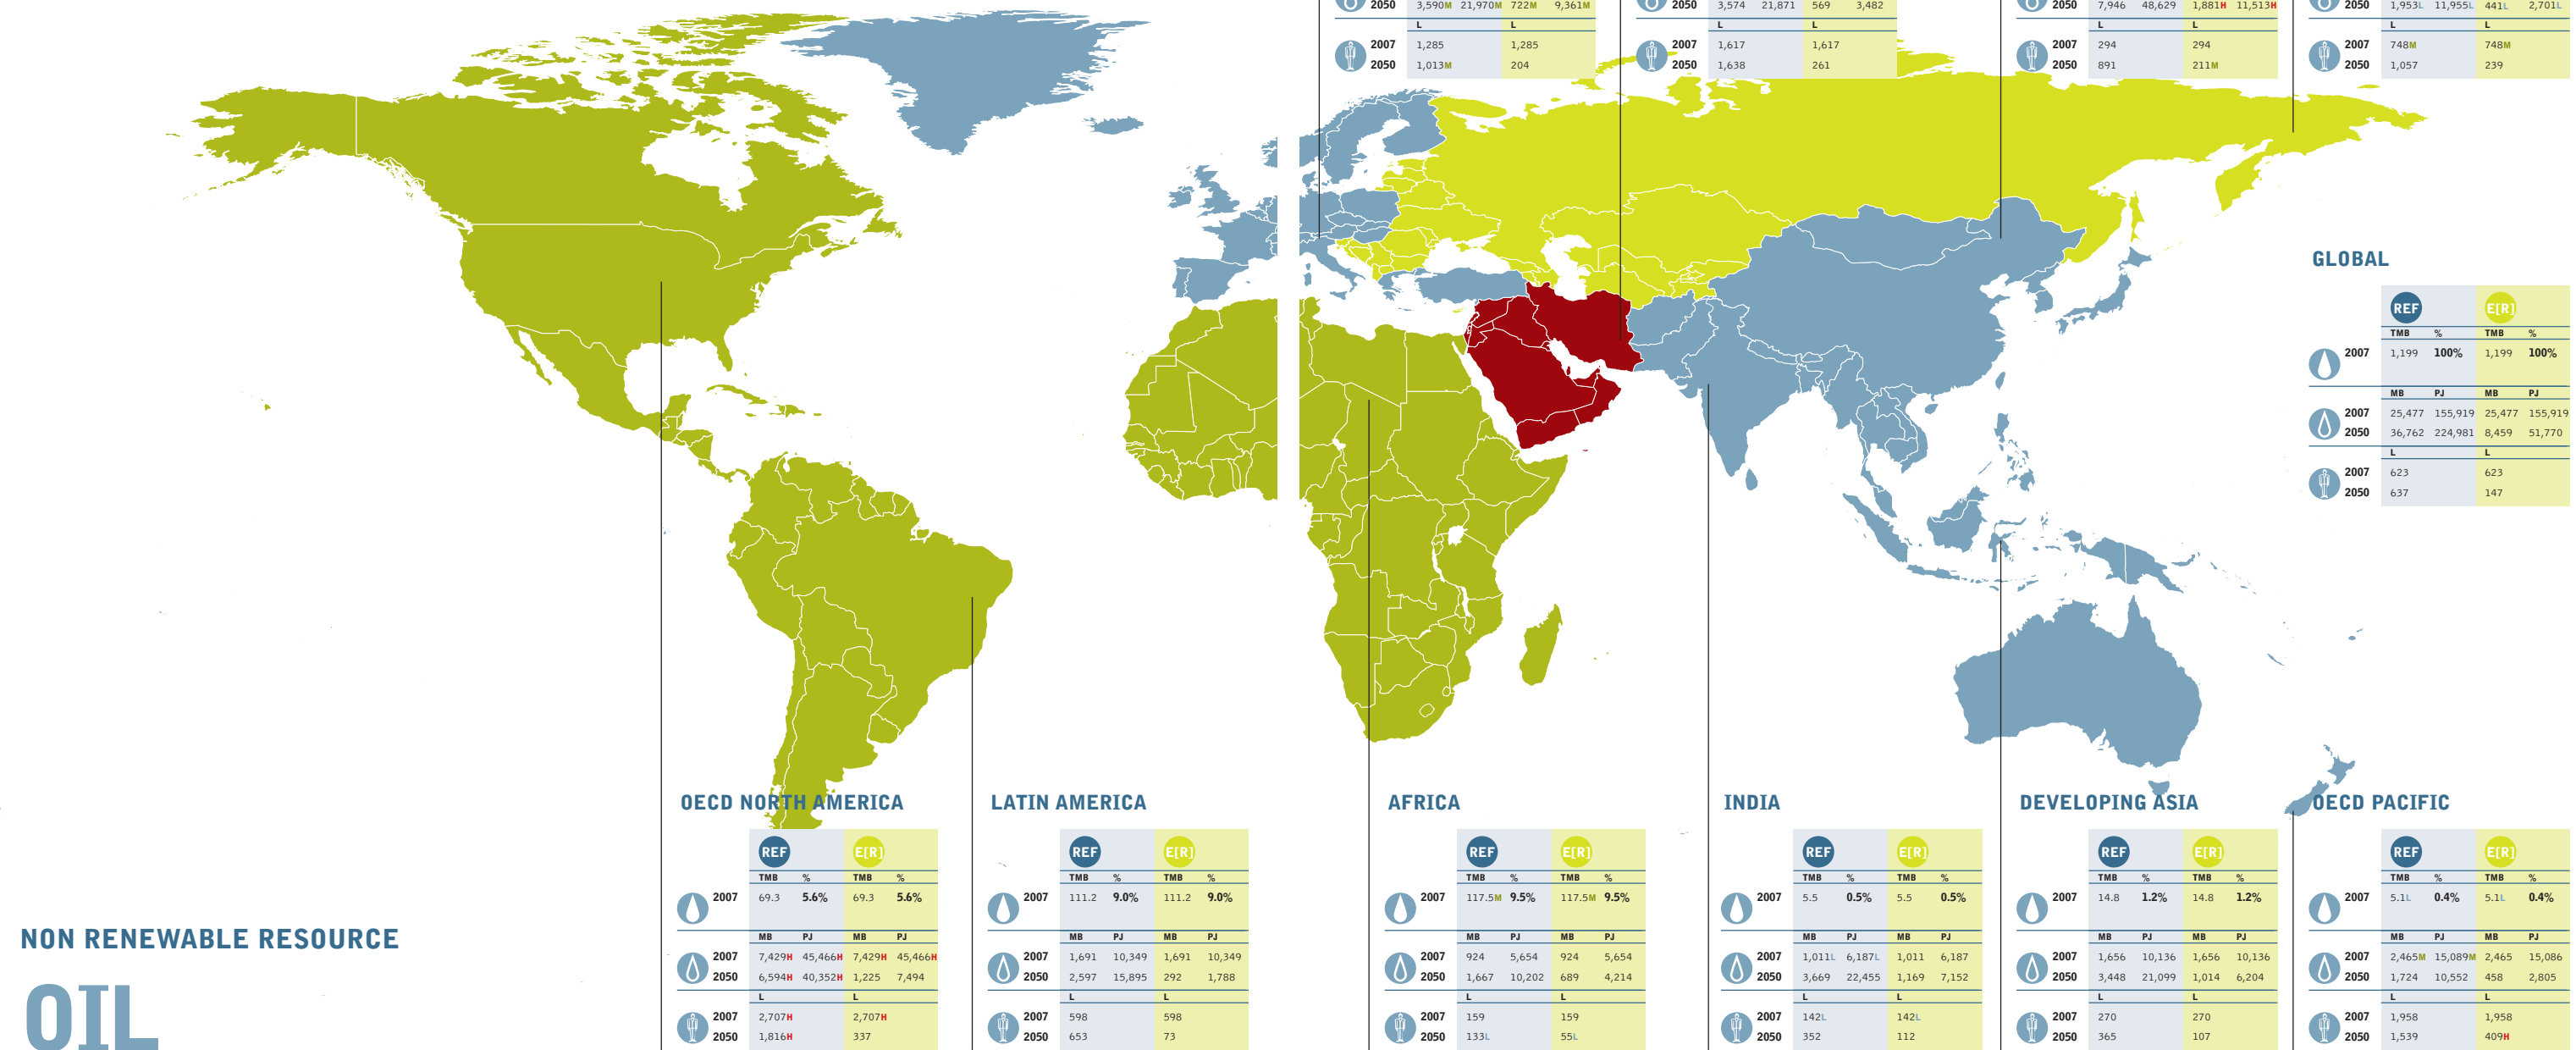 2050 3,590M 21,970M 722M 9,361M
L L
2007 1,285 1,285
2050 1,013M 204
2050 3,574 21,871 569 3,482
L L
2007 1,617 1,617
2050 1,638 261
2050 7,946 48,629 1,881H 11,513H
L L
2007 294 294
2050 891 211M
2050 1,953L 11,955L 441L 2,701L
L L
2007 748M 748M
2050 1,057 239
GLOBAL
REF E[R]
TMB % TMB %
2007 1,199 100% 1,199 100%
MB PJ MB PJ
2007 25,477 155,919 25,477 155,919
2050 36,762 224,981 8,459 51,770
L L
2007 623 623
2050 637 147
OECD NORTH AMERICA
REF E[R]
TMB % TMB %
2007 69.3 5.6% 69.3 5.6%
MB PJ MB PJ
2007 7,429H 45,466H 7,429H 45,466H
2050 6,594H 40,352H 1,225 7,494
L L
2007 2,707H 2,707H
2050 1,816H 337
LATIN AMERICA
REF E[R]
TMB % TMB %
2007 111.2 9.0% 111.2 9.0%
MB PJ MB PJ
2007 1,691 10,349 1,691 10,349
2050 2,597 15,895 292 1,788
L L
2007 598 598
2050 653 73
AFRICA
REF E[R]
TMB % TMB %
2007 117.5M 9.5% 117.5M 9.5%
MB PJ MB PJ
2007 924 5,654 924 5,654
2050 1,667 10,202 689 4,214
L L
2007 159 159
2050 133L 55L
INDIA
REF E[R]
TMB % TMB %
2007 5.5 0.5% 5.5 0.5%
MB PJ MB PJ
2007 1,011L 6,187L 1,011 6,187
2050 3,669 22,455 1,169 7,152
L L
2007 142L 142L
2050 352 112
DEVELOPING ASIA
REF E[R]
TMB % TMB %
2007 14.8 1.2% 14.8 1.2%
MB PJ MB PJ
2007 1,656 10,136 1,656 10,136
2050 3,448 21,099 1,014 6,204
L L
2007 270 270
2050 365 107
OECD PACIFIC
REF E[R]
TMB % TMB %
2007 5.1L 0.4% 5.1L 0.4%
MB PJ MB PJ
2007 2,465M 15,089M 2,465 15,086
2050 1,724 10,552 458 2,805
L L
2007 1,958 1,958
2050 1,539 409H
NON RENEWABLE RESOURCE
OIL